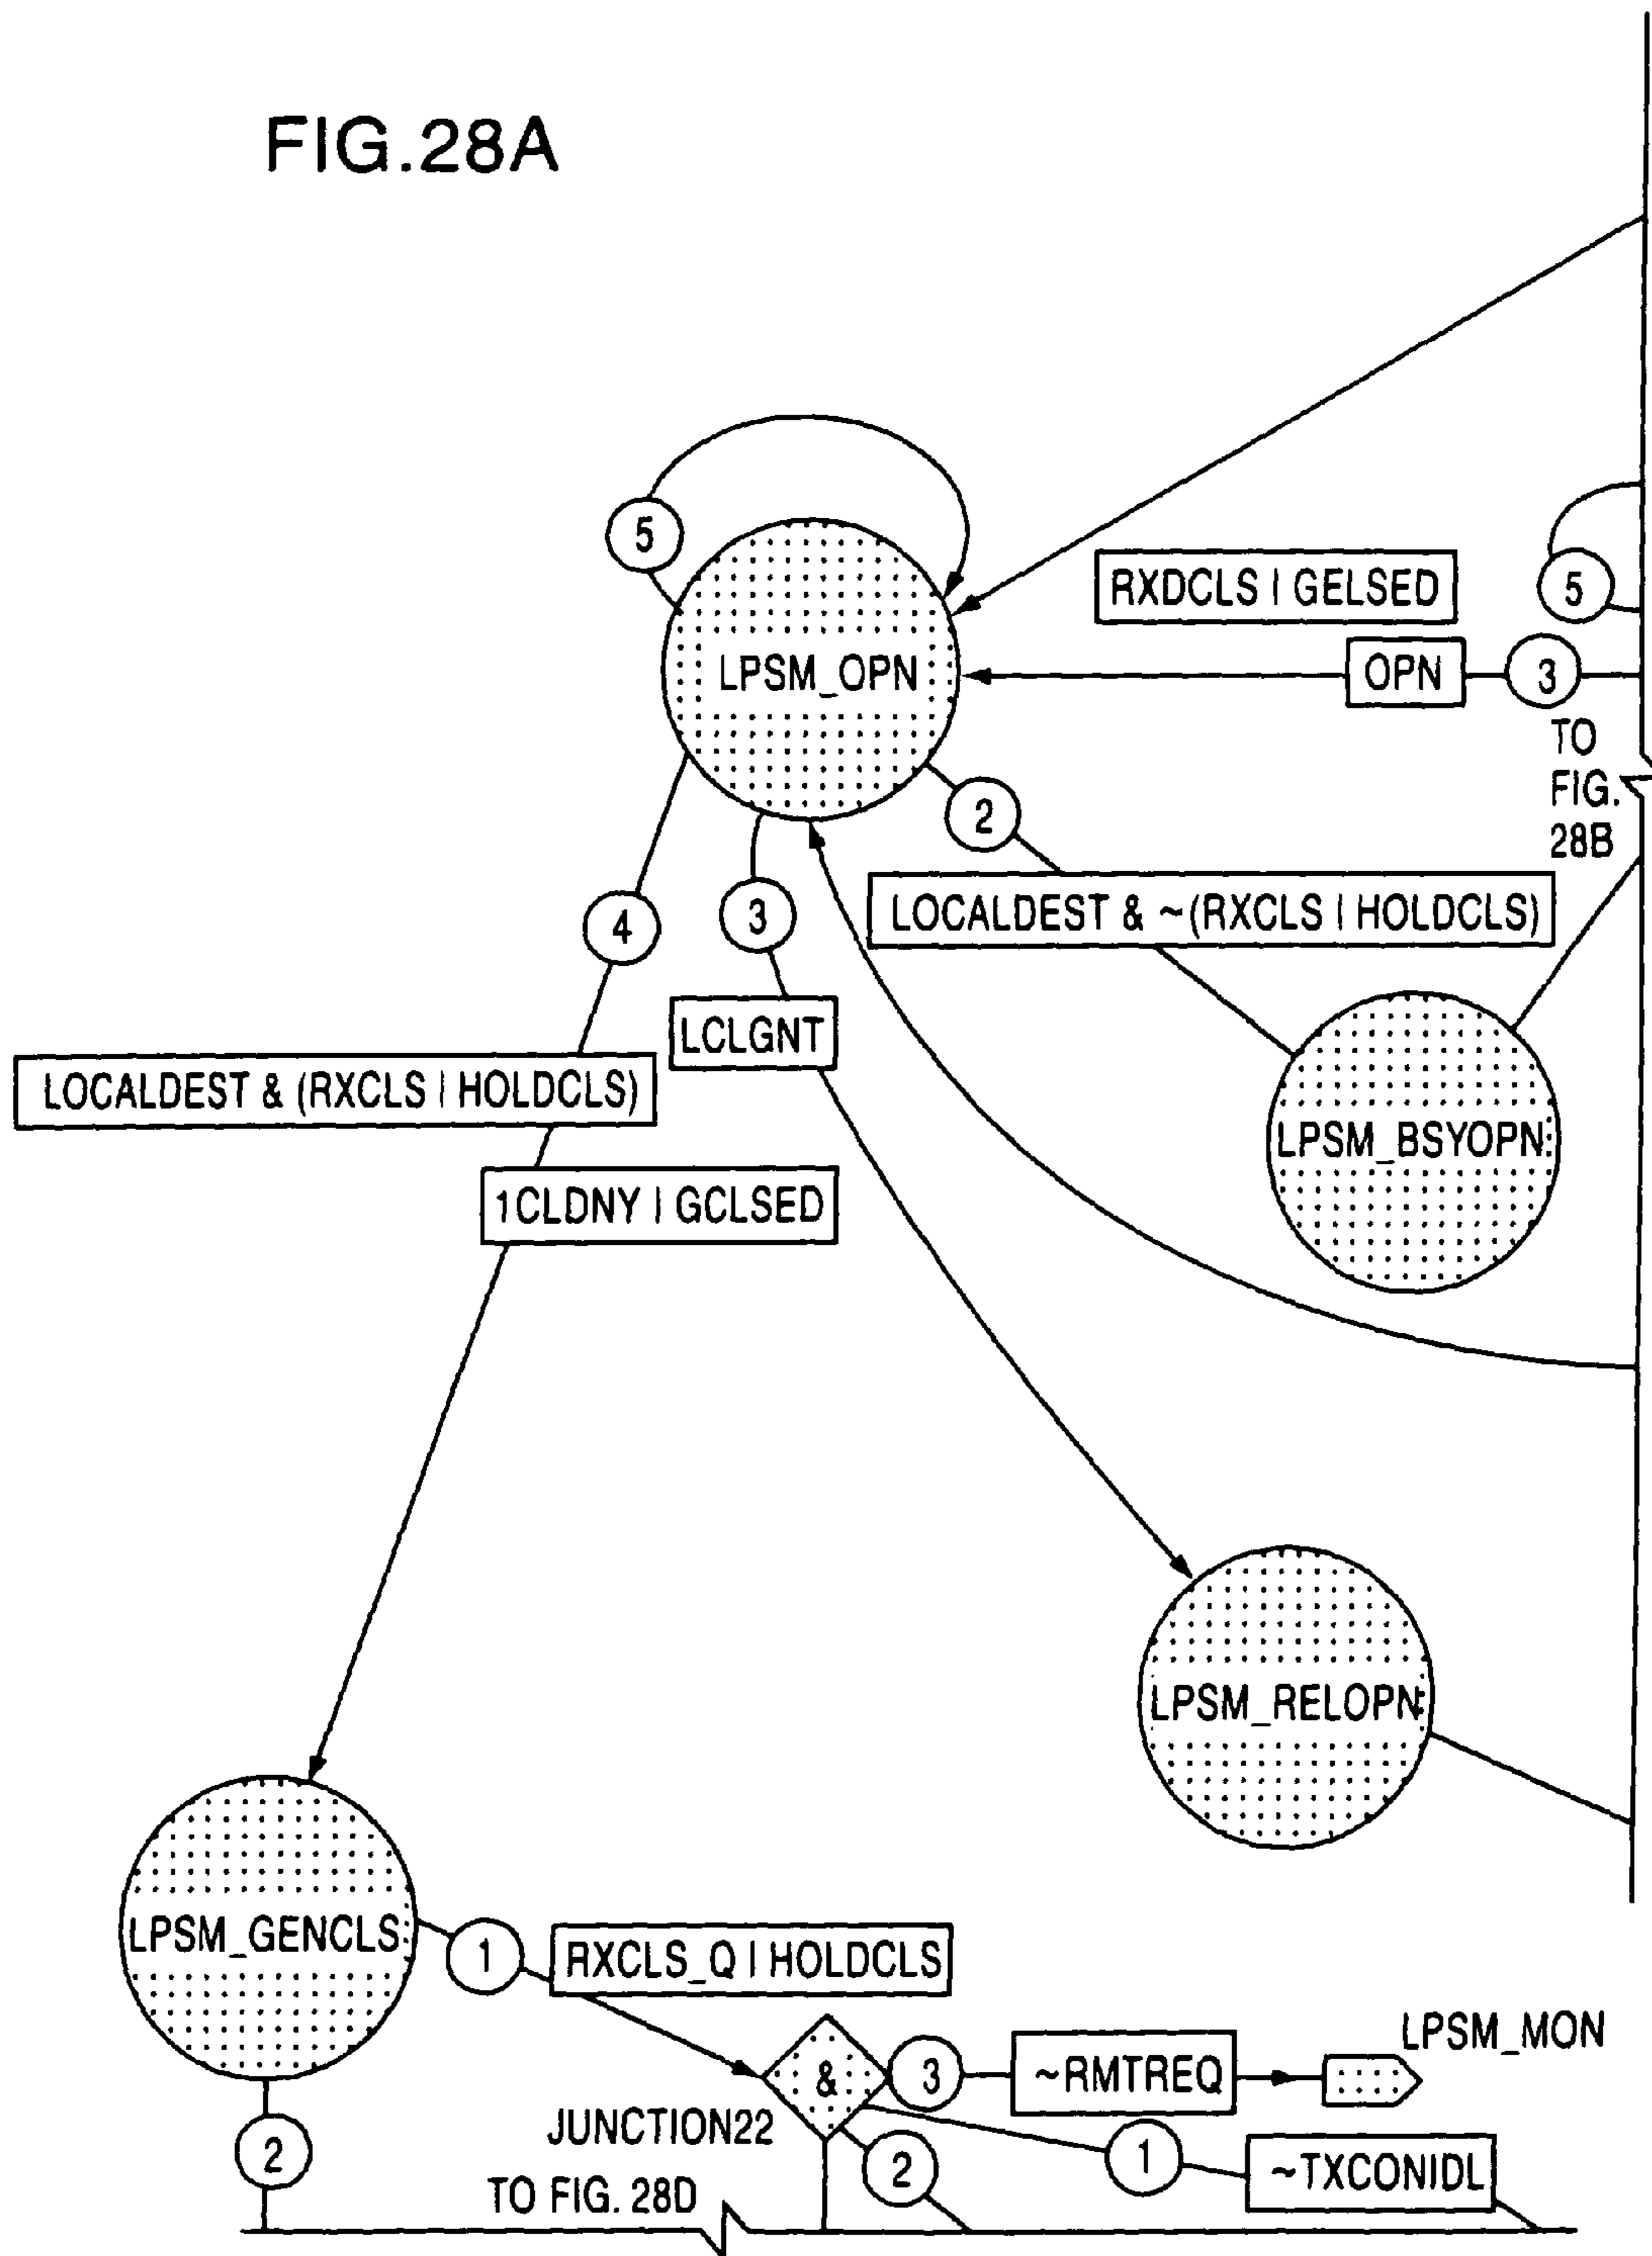 FIG.28A
5
RXDCLS | GELSED
5
LPSM_OPN
OPN
3
TO
FIG.
28B
2
4
3
LOCALDEST & ~(RXCLS | HOLDCLS)
LCLGNT
LOCALDEST & (RXCLS | HOLDCLS)
LPSM_BSYOPN
1CLDNY | GCLSED
LPSM_RELOPN
LPSM_GENCLS
1
RXCLS_Q | HOLDCLS
LPSM_MON
&
3
~RMTREQ
JUNCTION22
2
2
1
~TXCONIDL
TO FIG. 28D